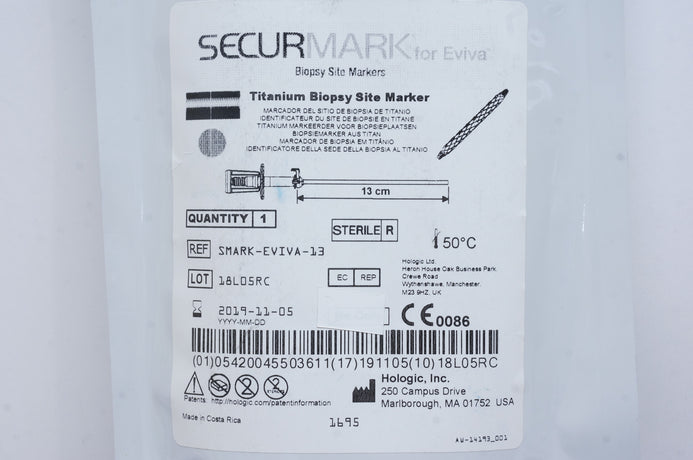 SECURMARK for Eviva™
Biopsy Site Markers
Titanium Biopsy Site Marker
MARCADOR DEL SITIO DE BIOPSIA DE TITANIO
IDENTIFICATEUR DU SITE DE BIOPSIE EN TITANE
TITANIUM MARKEERDER VOOR BIOPSIEPLAATSEN
BIOPSIEMARKER AUS TITAN
MARCADOR DE BIOPSIA EM TITÂNIO
IDENTIFICATORE DELLA SEDE DELLA BIOPSIA AL TITANIO
13 cm
QUANTITY 1
STERILE R
50°C
REF SMARK-EVIVA-13
LOT 18L05RC
EC REP
Hologic Ltd.
Heron House Oak Business Park,
Crewe Road
Wythenshawe, Manchester.
M23 9HZ, UK
2019-11-05
YYYY-MM-DD
CE 0086
(01)05420045503611(17)191105(10)18L05RC
Patents: http://hologic.com/patentinformation
Hologic, Inc.
250 Campus Drive
Marlborough, MA 01752 USA
Made in Costa Rica
1695
AW-14193_001